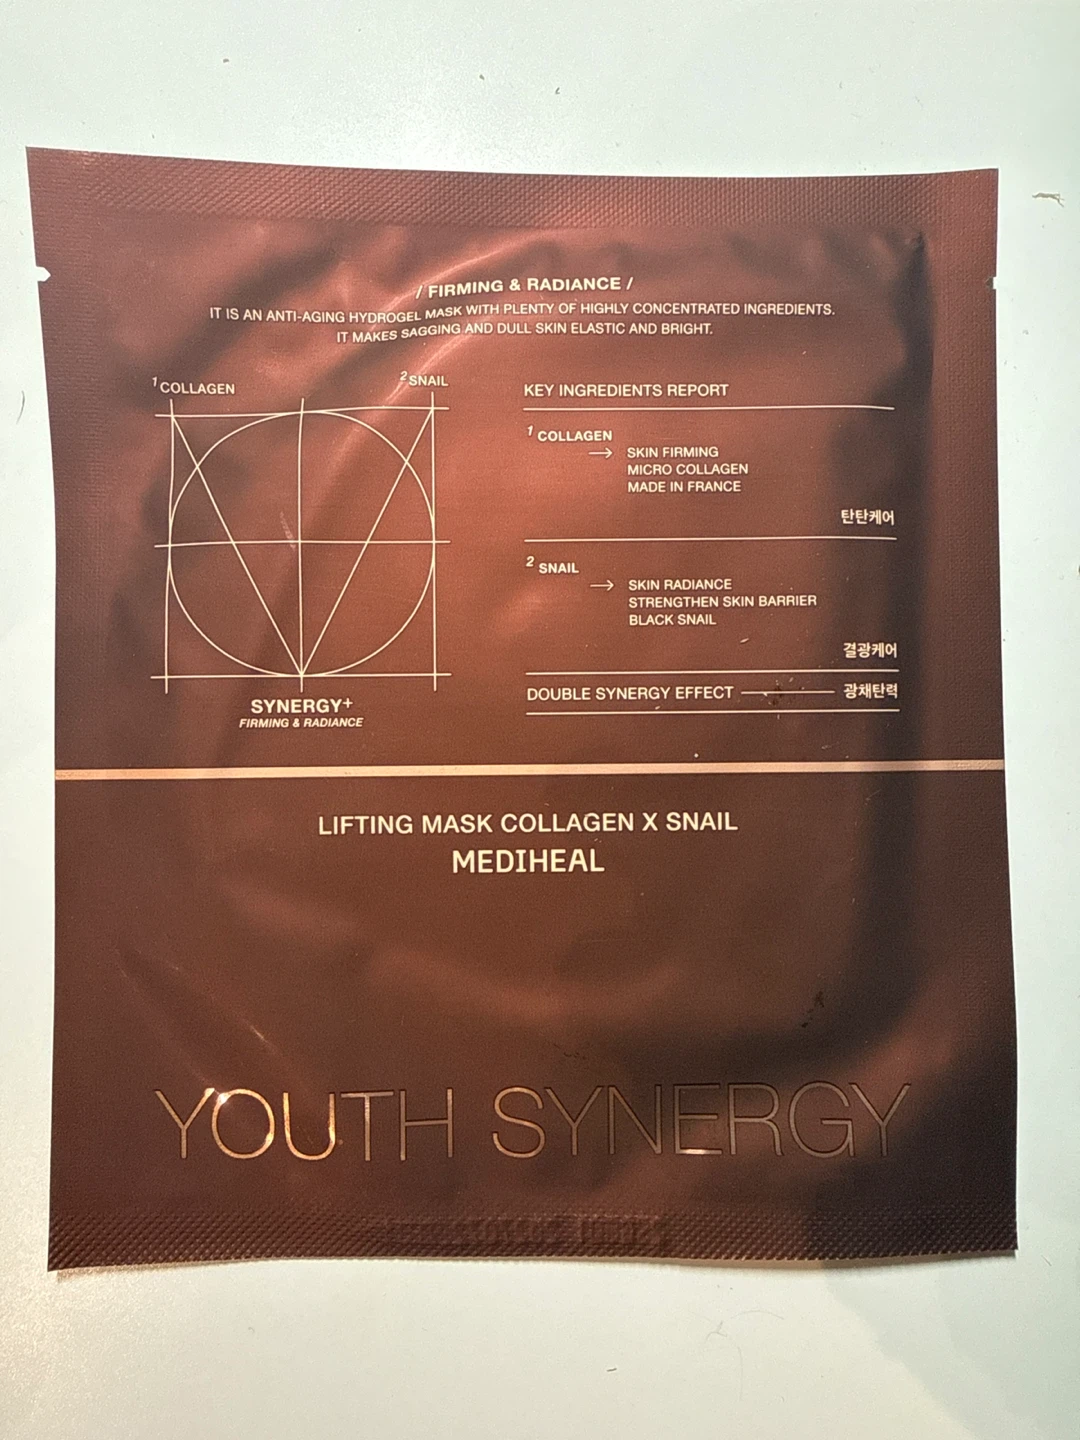 / FIRMING & RADIANCE /
IT IS AN ANTI-AGING HYDROGEL MASK WITH PLENTY OF HIGHLY CONCENTRATED INGREDIENTS.
IT MAKES SAGGING AND DULL SKIN ELASTIC AND BRIGHT.
1 COLLAGEN
2 SNAIL
SYNERGY+
FIRMING & RADIANCE
KEY INGREDIENTS REPORT
1 COLLAGEN
→ SKIN FIRMING
MICRO COLLAGEN
MADE IN FRANCE
탄탄케어
2 SNAIL
→ SKIN RADIANCE
STRENGTHEN SKIN BARRIER
BLACK SNAIL
결광케어
DOUBLE SYNERGY EFFECT — 광채탄력
LIFTING MASK COLLAGEN X SNAIL
MEDIHEAL
YOUTH SYNERGY